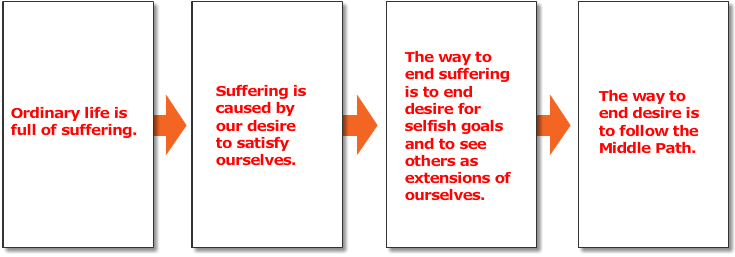 Ordinary life is
full of suffering.
Suffering is
caused by
our desire
to satisfy
ourselves.
The way to
end suffering
is to end
desire for
selfish goals
and to see
others as
extensions of
ourselves.
The way to
end desire is
to follow the
Middle Path.